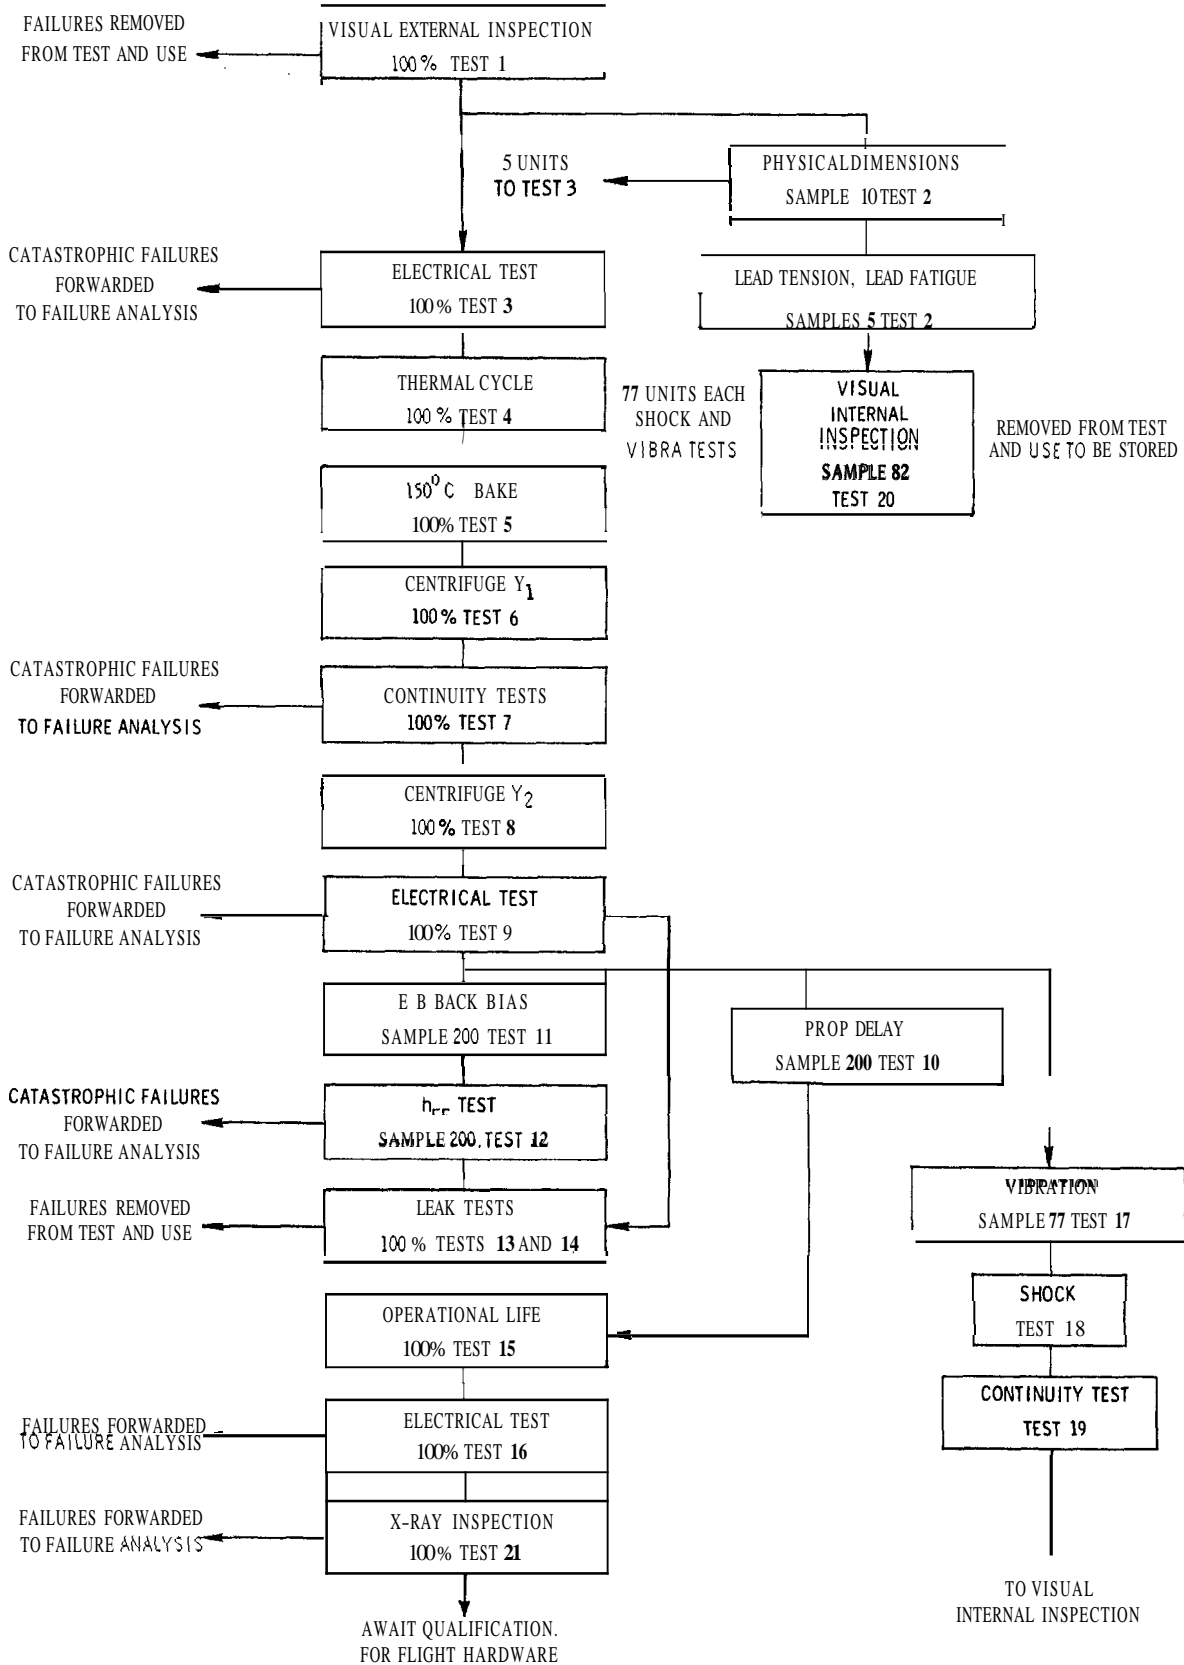 FAILURES REMOVED
FROM TEST AND USE
VISUAL EXTERNAL INSPECTION
100% TEST 1
5 UNITS
TO TEST 3
PHYSICAL DIMENSIONS
SAMPLE 10 TEST 2
CATASTROPHIC FAILURES
FORWARDED
TO FAILURE ANALYSIS
ELECTRICAL TEST
100% TEST 3
LEAD TENSION, LEAD FATIGUE
SAMPLES 5 TEST 2
THERMAL CYCLE
100% TEST 4
77 UNITS EACH
SHOCK AND
VIBRA TESTS
VISUAL
INTERNAL
INSPECTION
SAMPLE 82
TEST 20
REMOVED FROM TEST
AND USE TO BE STORED
150°C BAKE
100% TEST 5
CENTRIFUGE Y1
100% TEST 6
CATASTROPHIC FAILURES
FORWARDED
TO FAILURE ANALYSIS
CONTINUITY TESTS
100% TEST 7
CENTRIFUGE Y2
100% TEST 8
CATASTROPHIC FAILURES
FORWARDED
TO FAILURE ANALYSIS
ELECTRICAL TEST
100% TEST 9
E B BACK BIAS
SAMPLE 200 TEST 11
PROP DELAY
SAMPLE 200 TEST 10
CATASTROPHIC FAILURES
FORWARDED
TO FAILURE ANALYSIS
TEST
SAMPLE 200, TEST 12
VIBRATION
SAMPLE 77 TEST 17
FAILURES REMOVED
FROM TEST AND USE
LEAK TESTS
100% TESTS 13 AND 14
SHOCK
TEST 18
OPERATIONAL LIFE
100% TEST 15
CONTINUITY TEST
TEST 19
FAILURES FORWARDED
TO FAILURE ANALYSIS
ELECTRICAL TEST
100% TEST 16
FAILURES FORWARDED
TO FAILURE ANALYSIS
X-RAY INSPECTION
100% TEST 21
TO VISUAL
INTERNAL INSPECTION
AWAIT QUALIFICATION.
FOR FLIGHT HARDWARE